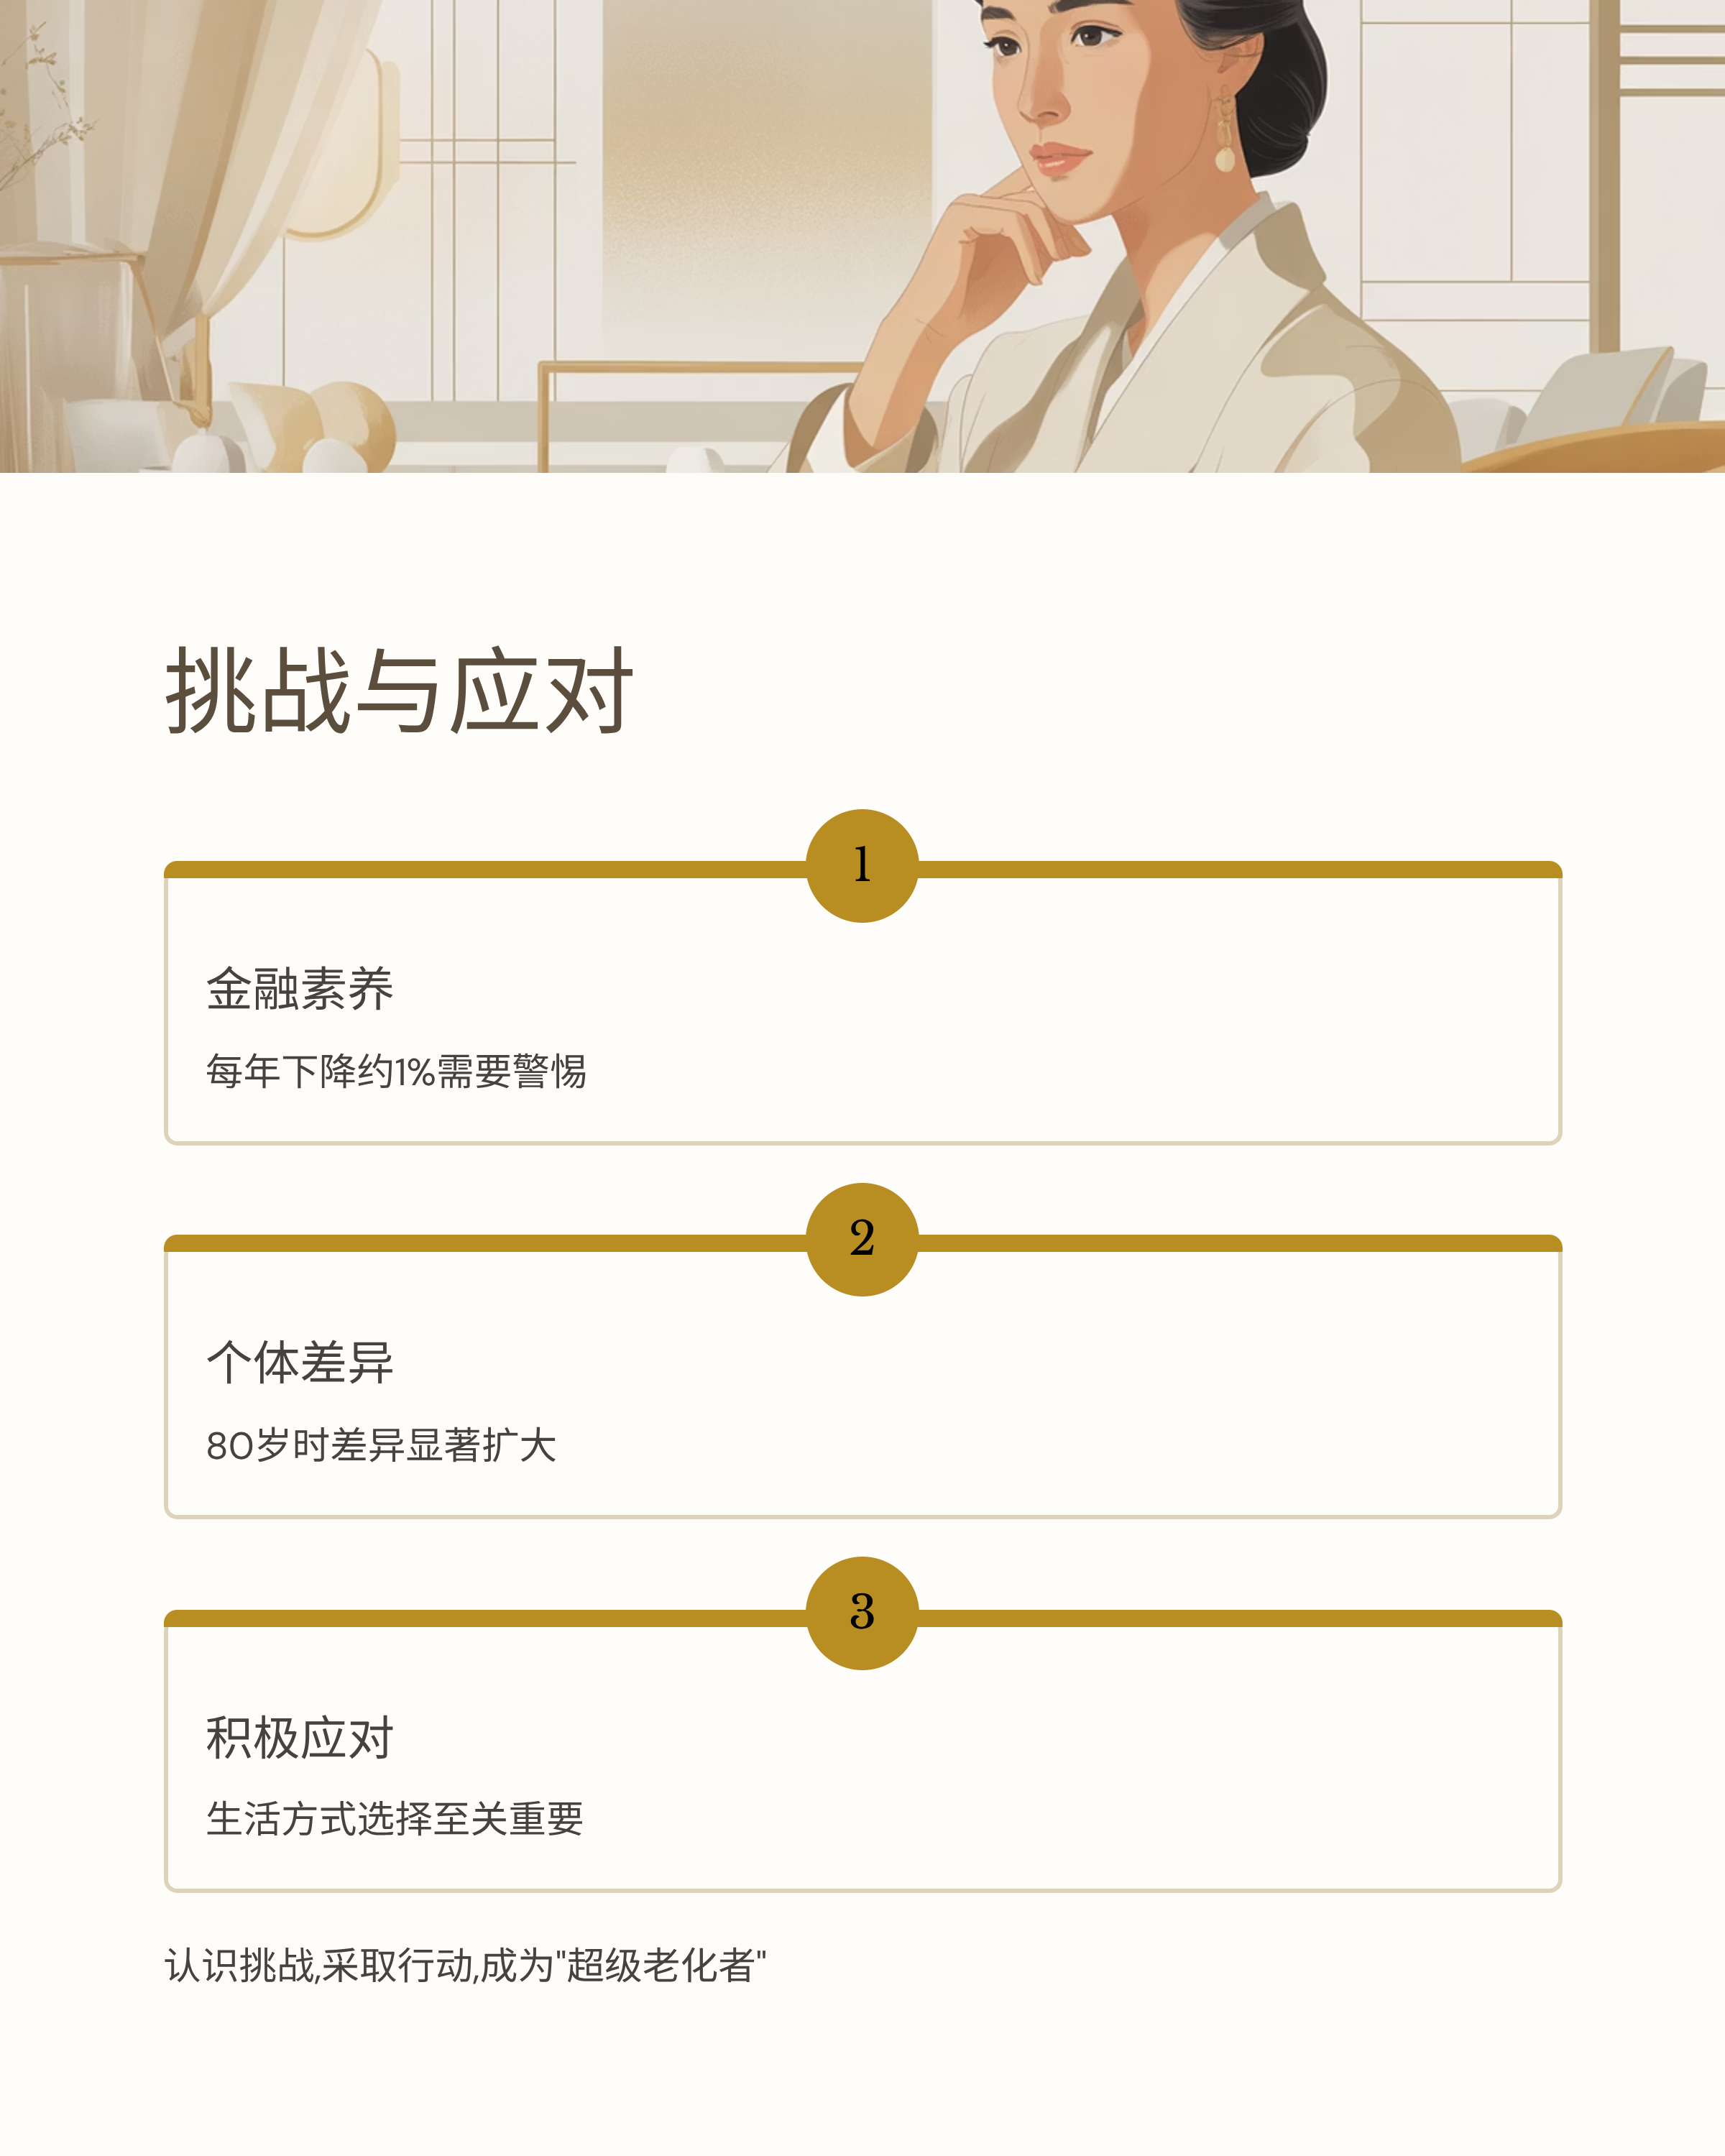 挑战与应对
1
金融素养
每年下降约1%需要警惕
2
个体差异
80岁时差异显著扩大
3
积极应对
生活方式选择至关重要
认识挑战,采取行动,成为"超级老化者"